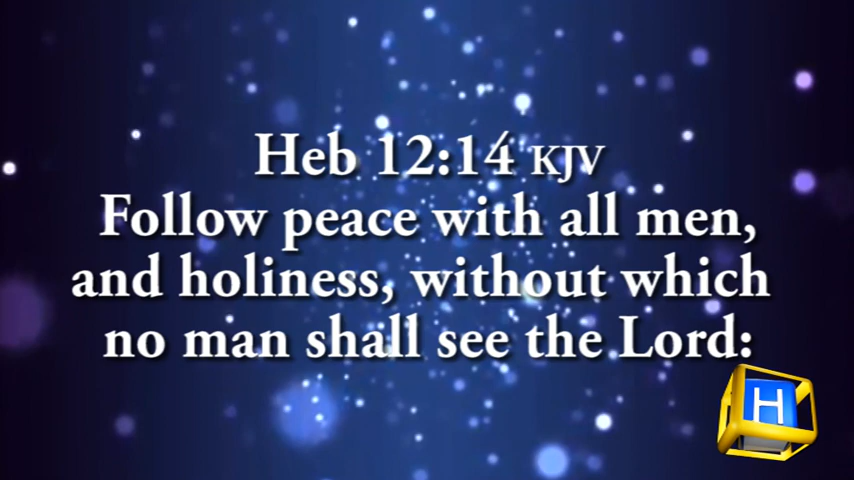 Heb 12:14 KJV
Follow peace with all men,
and holiness, without which
no man shall see the Lord:
H